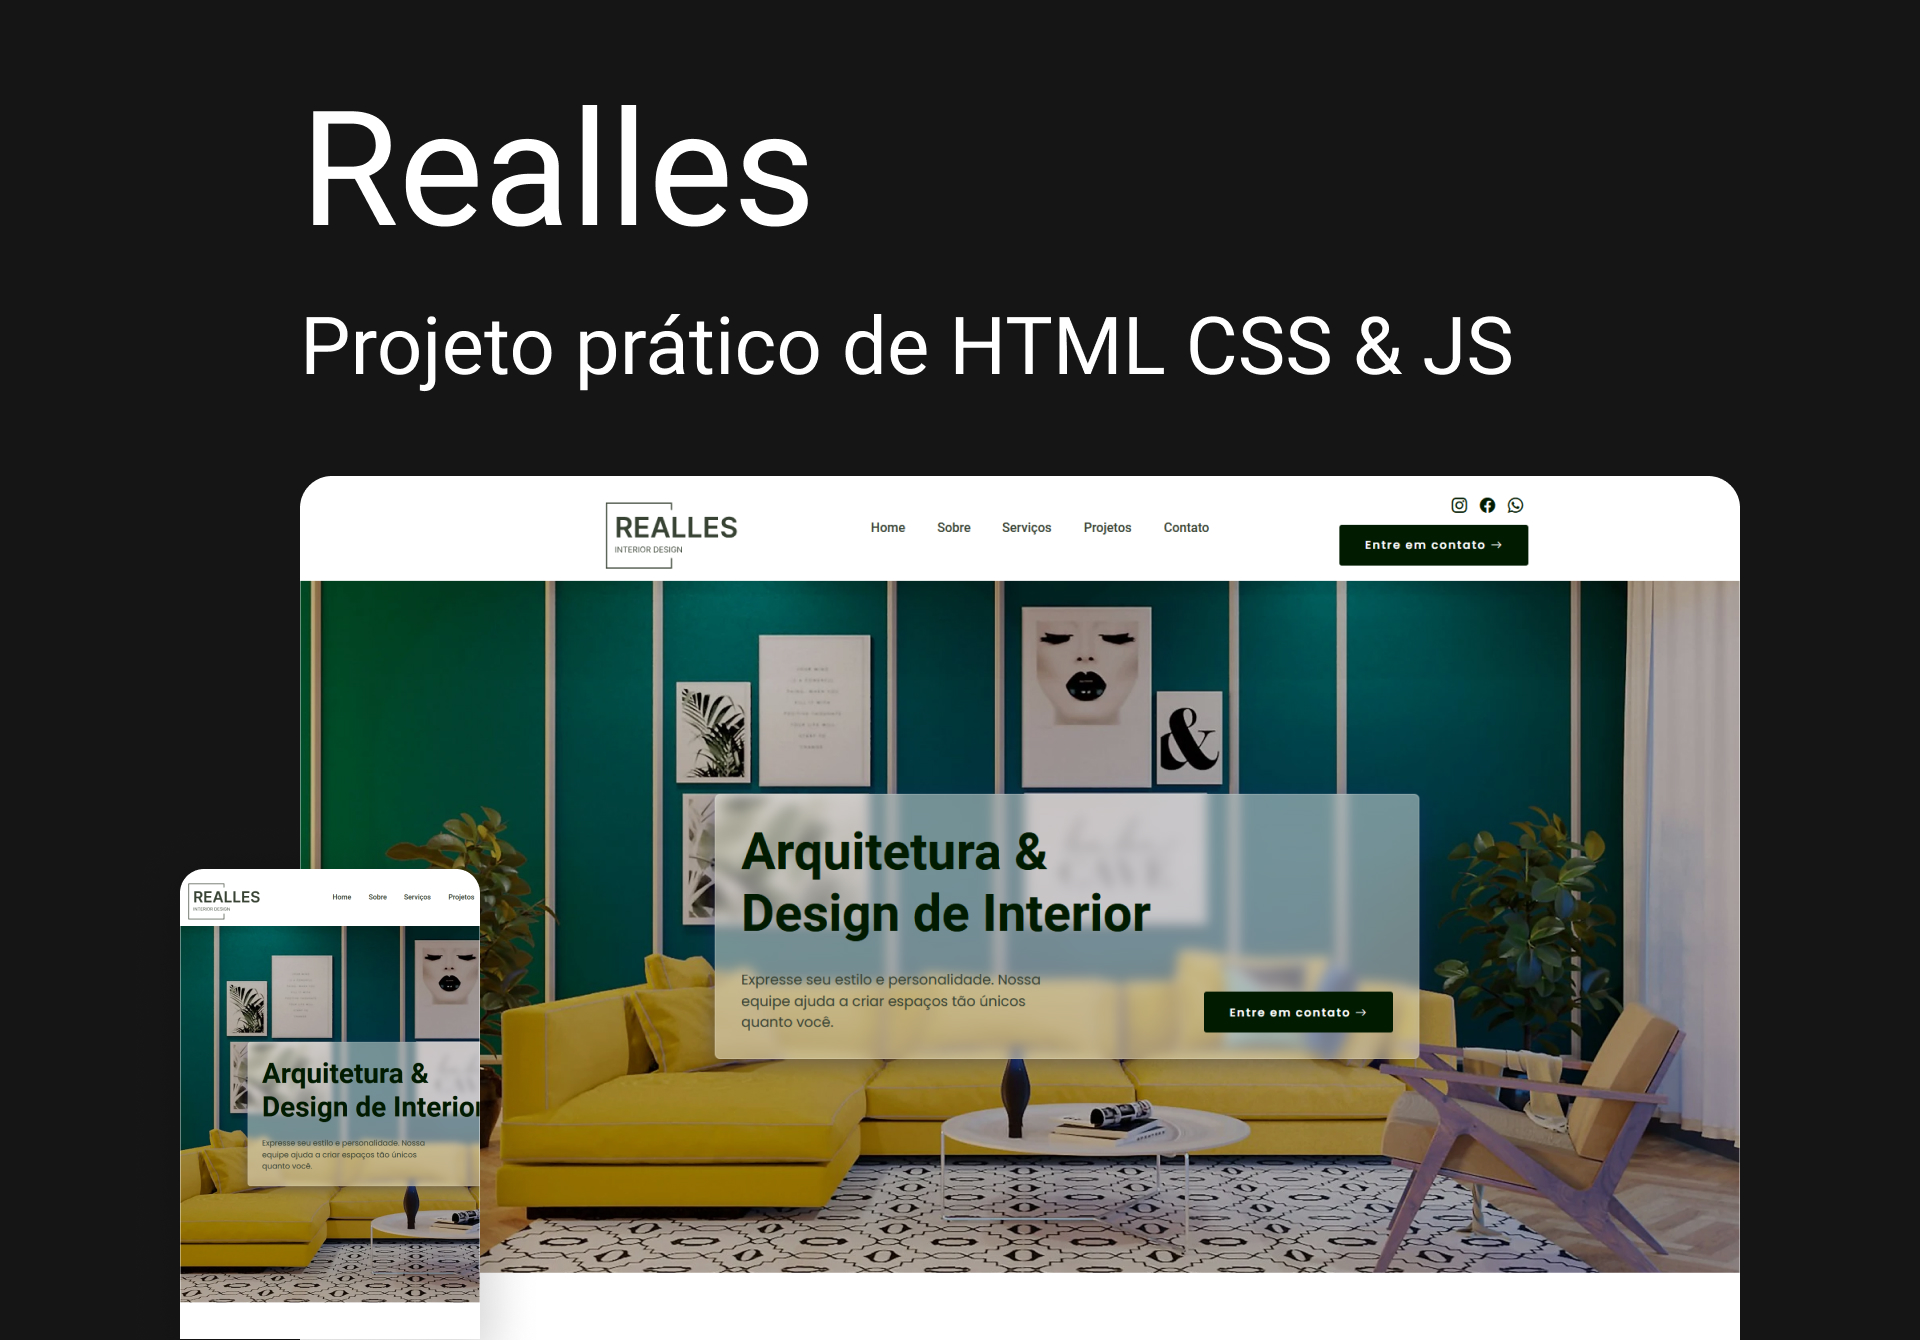 Realles
Projeto prático de HTML CSS & JS
REALLES
INTERIOR DESIGN
Home Sobre Serviços Projetos Contato
Entre em contato →
&
Arquitetura &
Design de Interior
Expresse seu estilo e personalidade. Nossa
equipe ajuda a criar espaços tão únicos
quanto você.
Entre em contato →
REALLES
INTERIOR DESIGN
Home Sobre Serviços Projetos
Arquitetura &
Design de Interior
Expresse seu estilo e personalidade. Nossa
equipe ajuda a criar espaços tão únicos
quanto você.